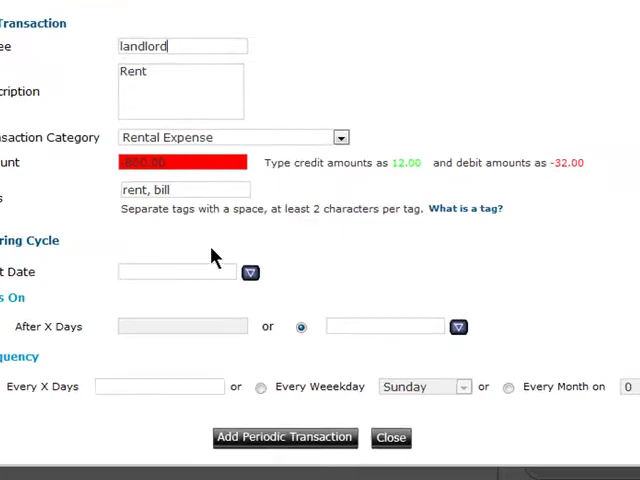 Transaction
ee landlord
cription Rent
nsaction Category Rental Expense
unt -800.00 Type credit amounts as 12.00 and debit amounts as -32.00
s rent, bill
Separate tags with a space, at least 2 characters per tag. What is a tag?
ring Cycle
t Date
s On
After X Days or
quency
Every X Days or Every Weeekday Sunday or Every Month on 0
Add Periodic Transaction Close